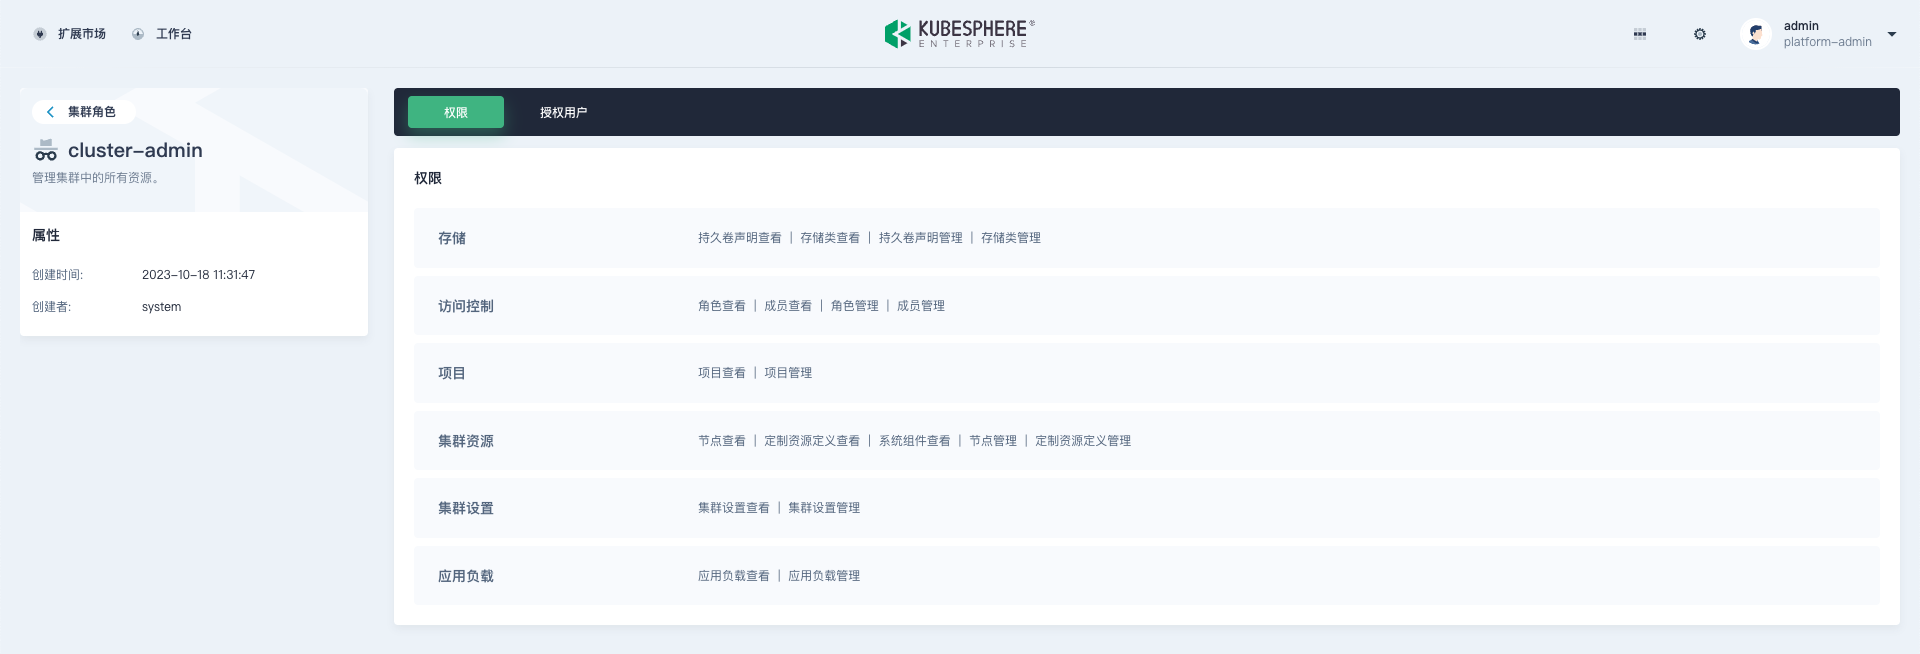 扩展市场 工作台
KUBESPHERE®
ENTERPRISE
admin
platform-admin
集群角色
cluster-admin
管理集群中的所有资源。
属性
创建时间: 2023-10-18 11:31:47
创建者: system
权限 授权用户
权限
存储 持久卷声明查看 | 存储类查看 | 持久卷声明管理 | 存储类管理
访问控制 角色查看 | 成员查看 | 角色管理 | 成员管理
项目 项目查看 | 项目管理
集群资源 节点查看 | 定制资源定义查看 | 系统组件查看 | 节点管理 | 定制资源定义管理
集群设置 集群设置查看 | 集群设置管理
应用负载 应用负载查看 | 应用负载管理